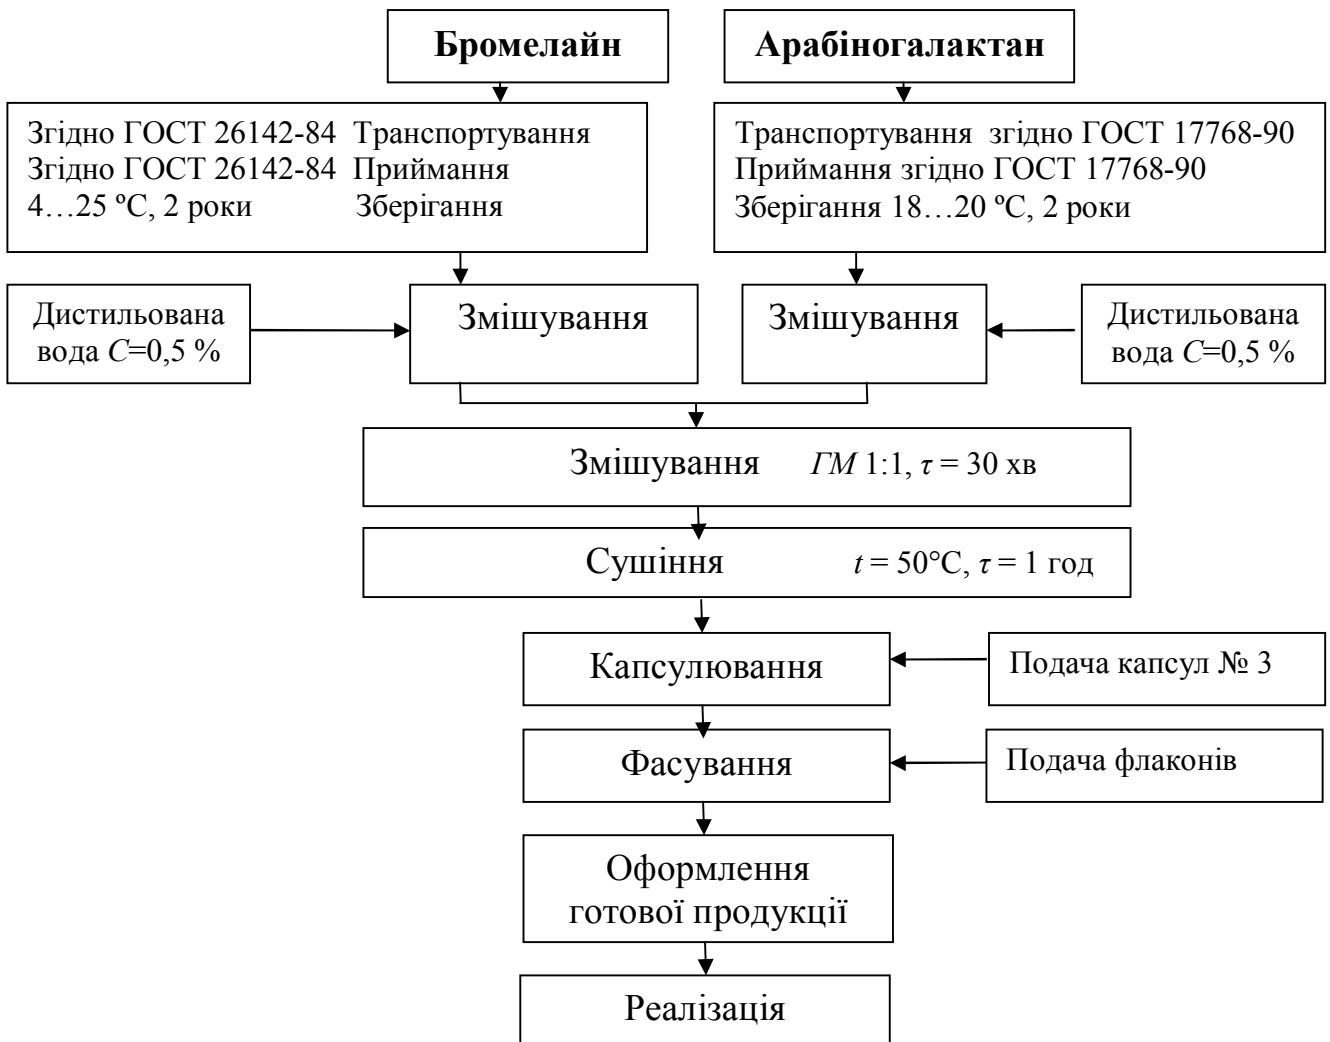 Бромелайн
Арабіногалактан
Згідно ГОСТ 26142-84 Транспортування
Згідно ГОСТ 26142-84 Приймання
4…25 ºС, 2 роки Зберігання
Транспортування згідно ГОСТ 17768-90
Приймання згідно ГОСТ 17768-90
Зберігання 18…20 ºС, 2 роки
Дистильована
вода С=0,5 %
Змішування
Змішування
Дистильована
вода С=0,5 %
Змішування ГМ 1:1, τ = 30 хв
Сушіння t = 50°С, τ = 1 год
Капсулювання
Подача капсул № 3
Фасування
Подача флаконів
Оформлення
готової продукції
Реалізація